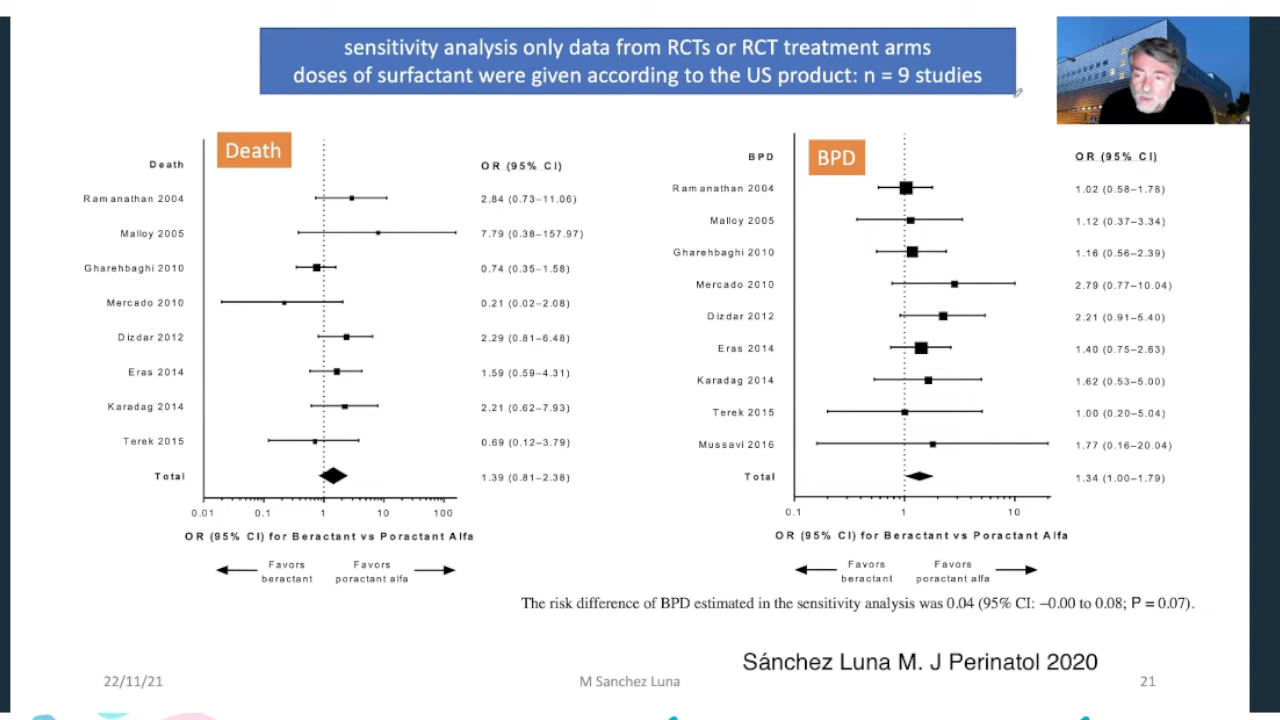 sensitivity analysis only data from RCTs or RCT treatment arms
doses of surfactant were given according to the US product: n = 9 studies
Death
Death
OR (95% CI)
Ramanathan 2004 2.84 (0.73–11.06)
Malloy 2005 7.79 (0.38–157.97)
Gharehbaghi 2010 0.74 (0.35–1.58)
Mercado 2010 0.21 (0.02–2.08)
Dizdar 2012 2.29 (0.81–6.48)
Eras 2014 1.59 (0.59–4.31)
Karadag 2014 2.21 (0.62–7.93)
Terek 2015 0.69 (0.12–3.79)
Total 1.39 (0.81–2.38)
0.01 0.1 1 10 100
OR (95% CI) for Beractant vs Poractant Alfa
Favors Favors
beractant poractant alfa
BPD
BPD
OR (95% CI)
Ramanathan 2004 1.02 (0.58–1.78)
Malloy 2005 1.12 (0.37–3.34)
Gharehbaghi 2010 1.16 (0.56–2.39)
Mercado 2010 2.79 (0.77–10.04)
Dizdar 2012 2.21 (0.91–5.40)
Eras 2014 1.40 (0.75–2.63)
Karadag 2014 1.62 (0.53–5.00)
Terek 2015 1.00 (0.20–5.04)
Mussavi 2016 1.77 (0.16–20.04)
Total 1.34 (1.00–1.79)
0.1 1 10
OR (95% CI) for Beractant vs Poractant Alfa
Favors Favors
beractant poractant alfa
The risk difference of BPD estimated in the sensitivity analysis was 0.04 (95% CI: −0.00 to 0.08; P = 0.07).
Sánchez Luna M. J Perinatol 2020
22/11/21 M Sanchez Luna 21